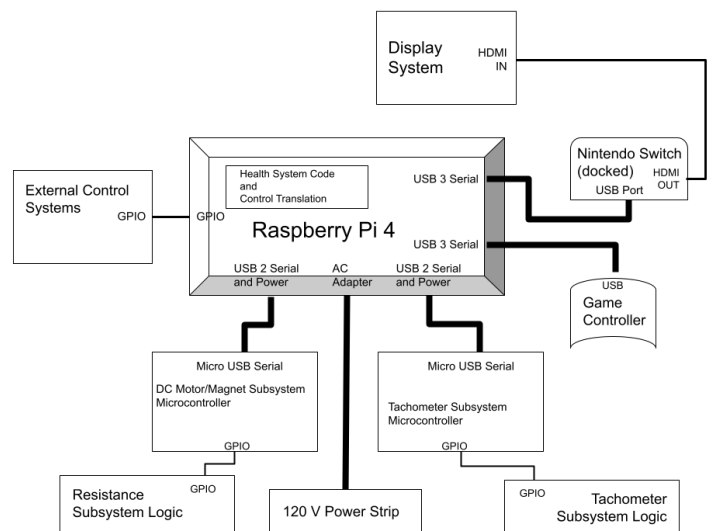 Display
System
HDMI
IN
Nintendo Switch
(docked)
HDMI
OUT
USB Port
Health System Code
and
Control Translation
USB 3 Serial
External Control
Systems
GPIO
GPIO
Raspberry Pi 4
USB 3 Serial
USB 2 Serial
and Power
AC
Adapter
USB 2 Serial
and Power
USB
Game
Controller
Micro USB Serial
DC Motor/Magnet Subsystem
Microcontroller
GPIO
Micro USB Serial
Tachometer Subsystem
Microcontroller
GPIO
Resistance
Subsystem Logic
GPIO
120 V Power Strip
GPIO
Tachometer
Subsystem Logic